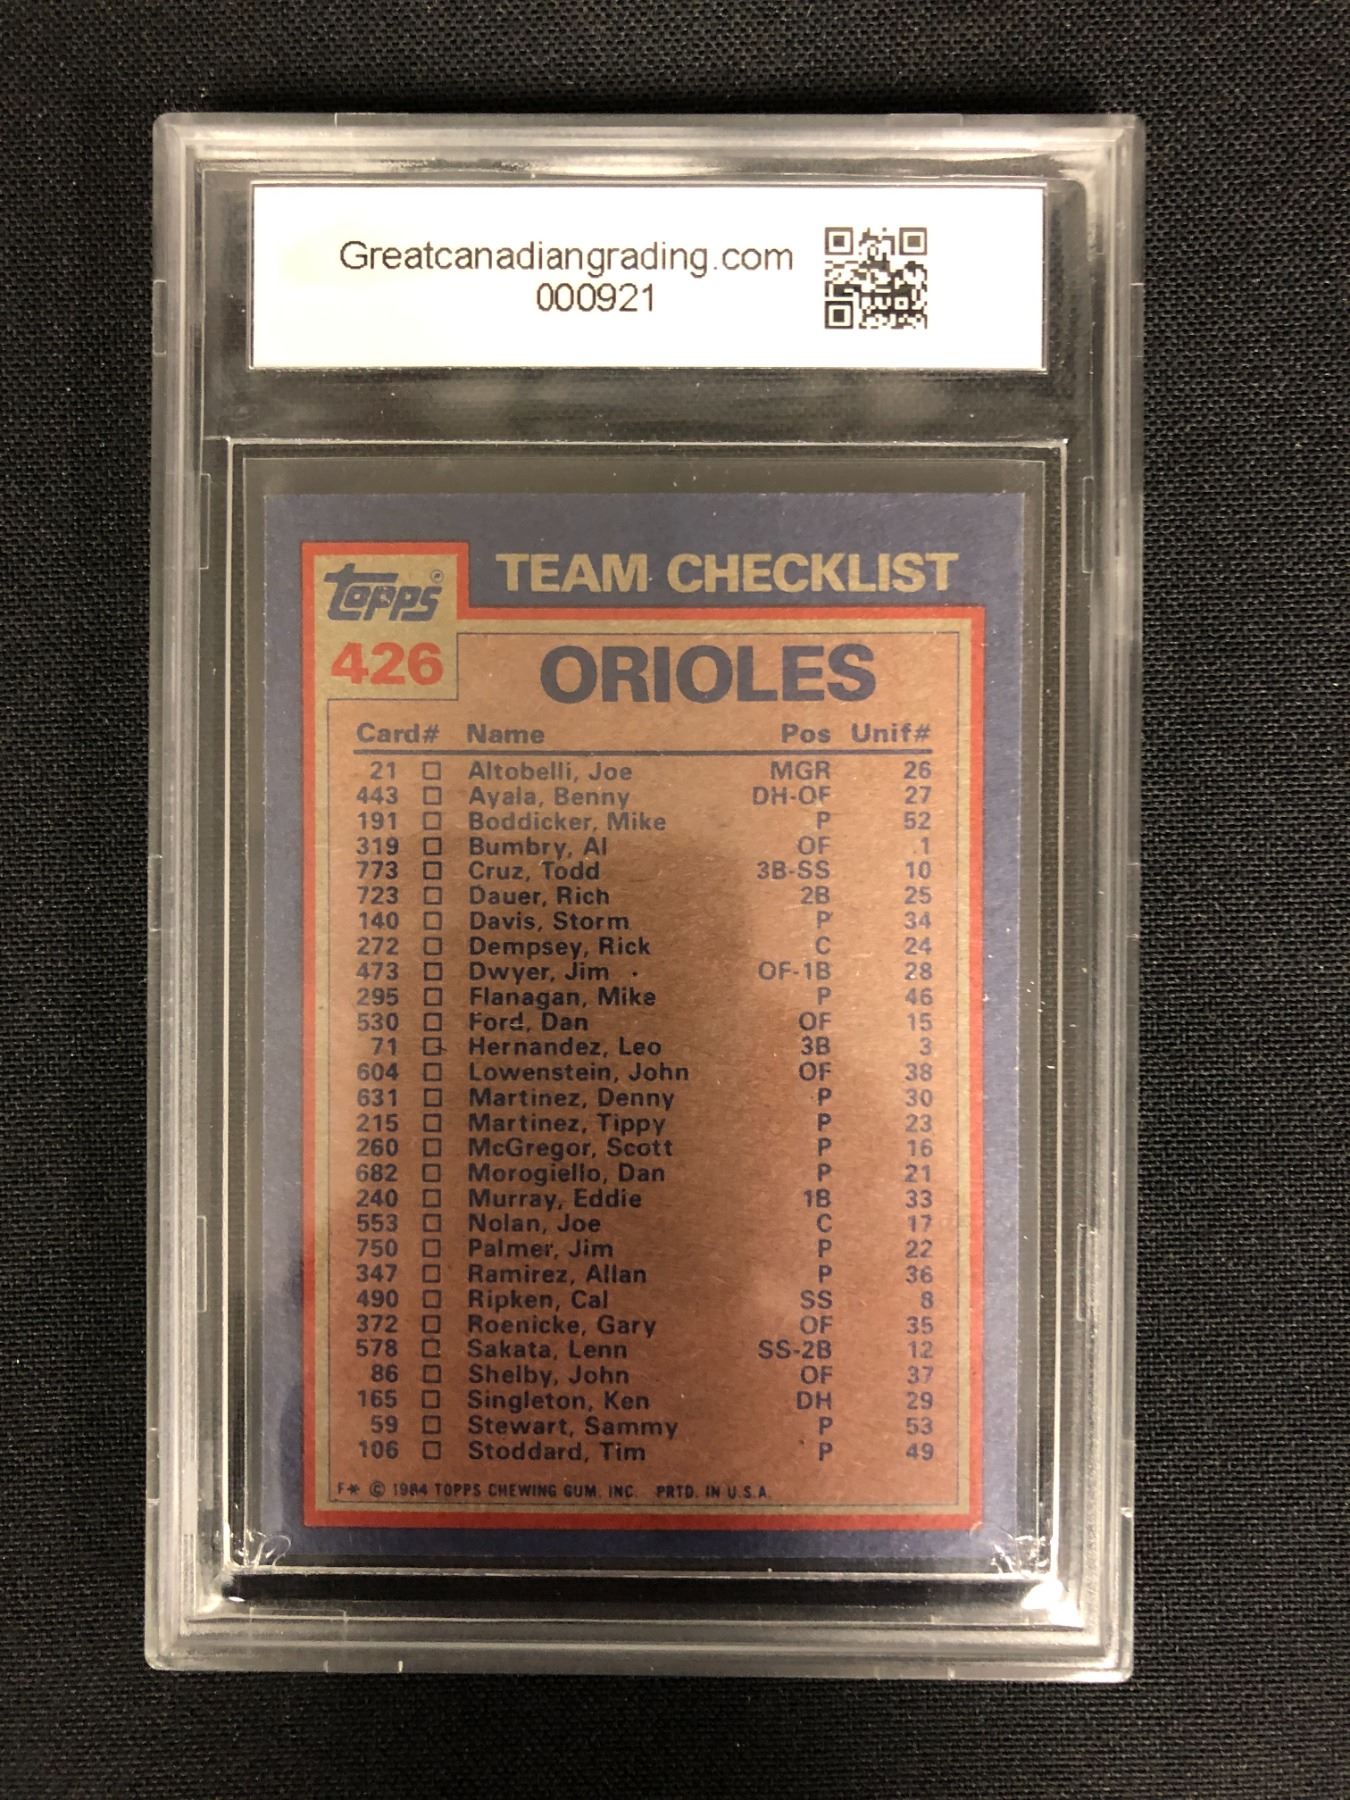 Greatcanadiangrading.com
000921
Topps®
TEAM CHECKLIST
426
ORIOLES
Card# Name Pos Unif#
21 □ Altobelli, Joe MGR 26
443 □ Ayala, Benny DH-OF 27
191 □ Boddicker, Mike P 52
319 □ Bumbry, Al OF 1
773 □ Cruz, Todd 3B-SS 10
723 □ Dauer, Rich 2B 25
140 □ Davis, Storm P 34
272 □ Dempsey, Rick C 24
473 □ Dwyer, Jim OF-1B 28
295 □ Flanagan, Mike P 46
530 □ Ford, Dan OF 15
71 □ Hernandez, Leo 3B 3
604 □ Lowenstein, John OF 38
631 □ Martinez, Denny P 30
215 □ Martinez, Tippy P 23
260 □ McGregor, Scott P 16
682 □ Morogiello, Dan P 21
240 □ Murray, Eddie 1B 33
553 □ Nolan, Joe C 17
750 □ Palmer, Jim P 22
347 □ Ramirez, Allan P 36
490 □ Ripken, Cal SS 8
372 □ Roenicke, Gary OF 35
578 □ Sakata, Lenn SS-2B 12
86 □ Shelby, John OF 37
165 □ Singleton, Ken DH 29
59 □ Stewart, Sammy P 53
106 □ Stoddard, Tim P 49
F* © 1984 TOPPS CHEWING GUM, INC. PRTD. IN U.S.A.